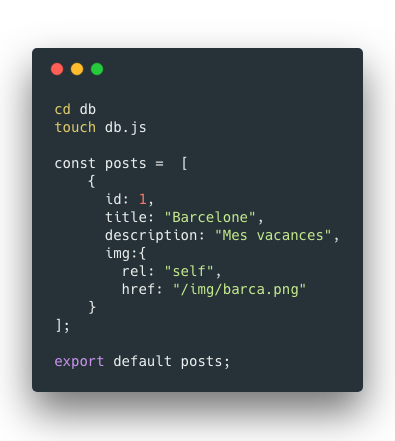 cd db
touch db.js
const posts =  [
    {
      id: 1,
      title: "Barcelone",
      description: "Mes vacances",
      img:{
        rel: "self",
        href: "/img/barca.png"
    }
];
export default posts;